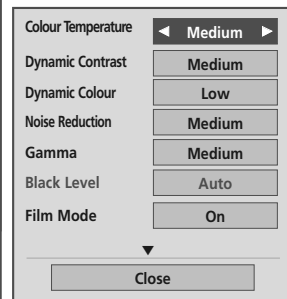 Colour Temperature ◀ Medium ▶
Dynamic Contrast Medium
Dynamic Colour Low
Noise Reduction Medium
Gamma Medium
Black Level Auto
Film Mode On
▼
Close